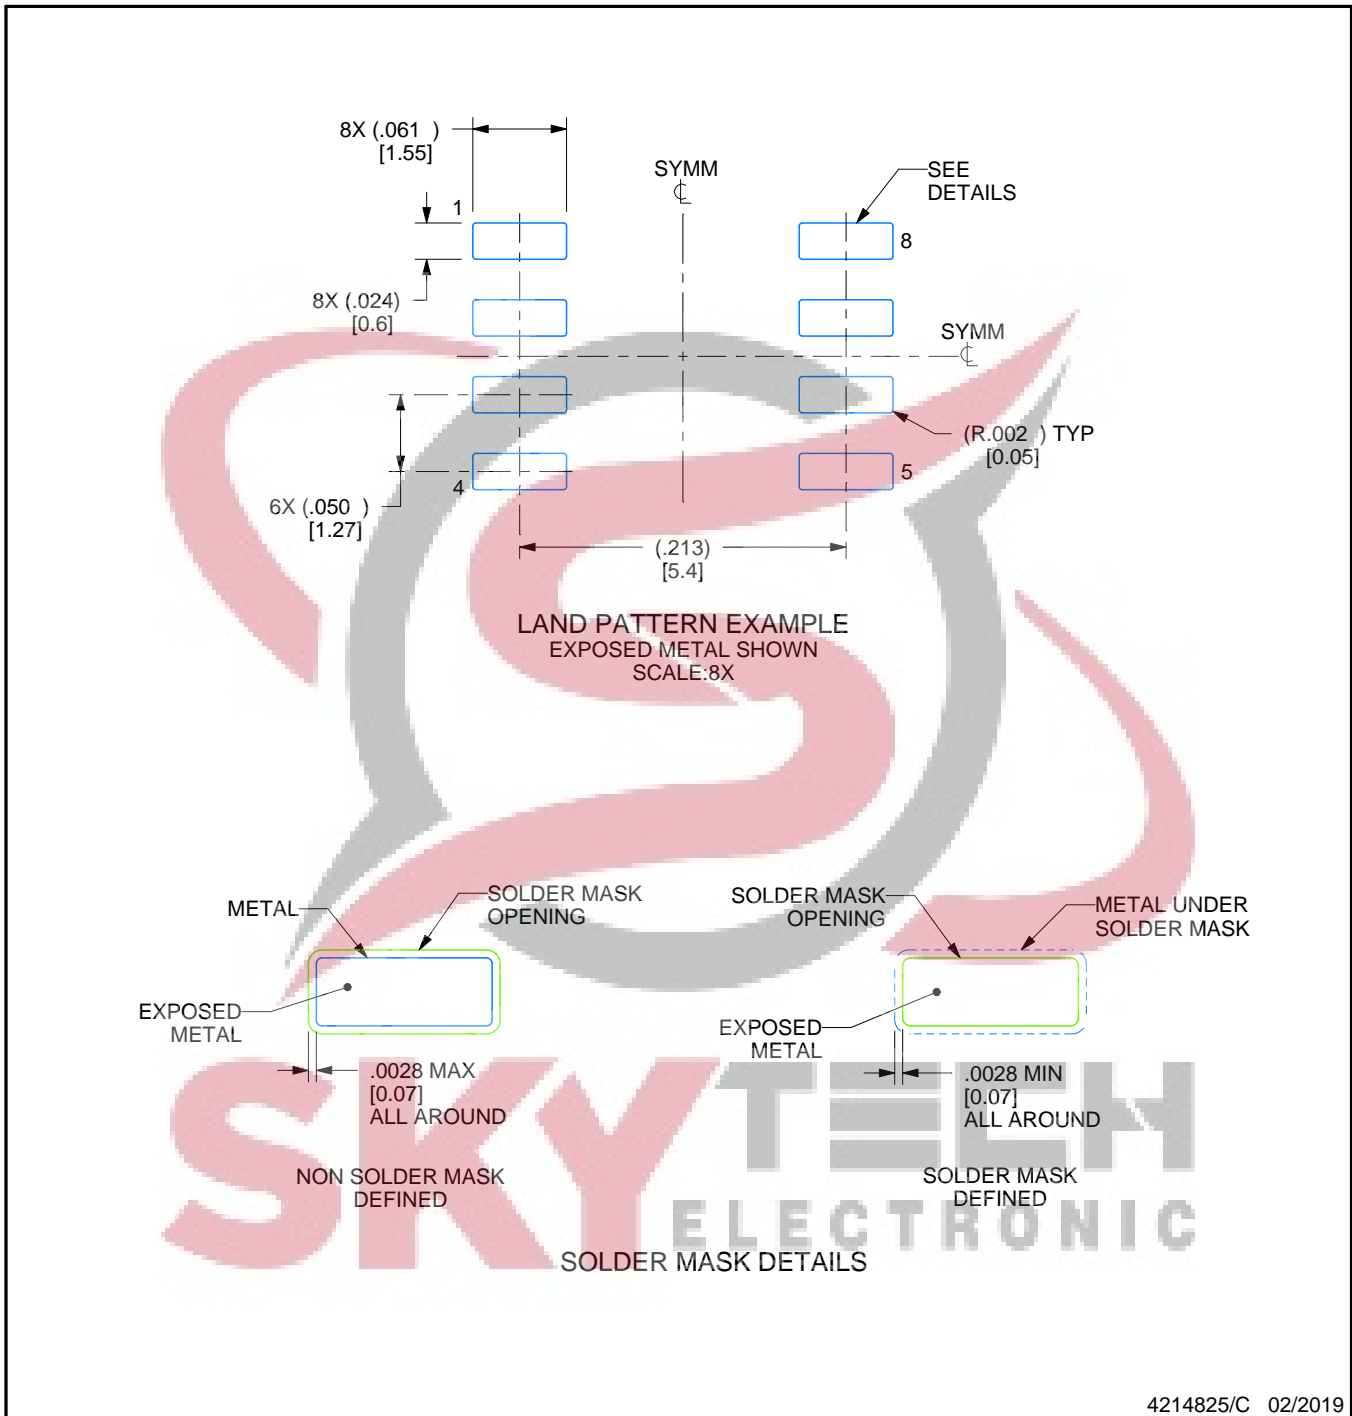 8X (.061 )
[1.55]
SYMM
SEE
DETAILS
1
8
8X (.024)
[0.6]
SYMM
(R.002 ) TYP
[0.05]
4
5
6X (.050 )
[1.27]
(.213)
[5.4]
LAND PATTERN EXAMPLE
EXPOSED METAL SHOWN
SCALE:8X
METAL
SOLDER MASK
OPENING
EXPOSED
METAL
.0028 MAX
[0.07]
ALL AROUND
NON SOLDER MASK
DEFINED
SOLDER MASK
OPENING
METAL UNDER
SOLDER MASK
EXPOSED
METAL
.0028 MIN
[0.07]
ALL AROUND
SOLDER MASK
DEFINED
SKYTECH
ELECTRONIC
SOLDER MASK DETAILS
4214825/C 02/2019